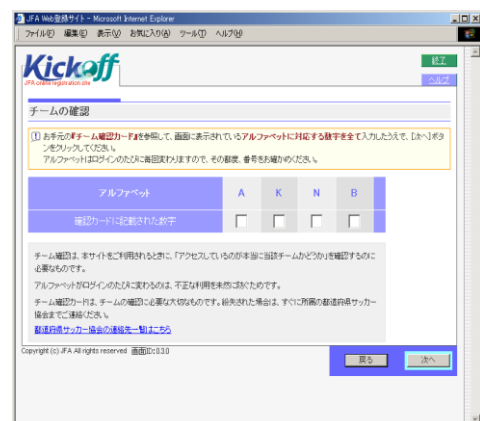 JFA Web登録サイト - Microsoft Internet Explorer
ファイル(F) 編集(E) 表示(V) お気に入り(A) ツール(T) ヘルプ(H)
Kickoff
JFA online registration site
終了
ヘルプ
チームの確認
お手元の『チーム確認カード』を参照して、画面に表示されているアルファベットに対応する数字を全て入力したうえで、[次へ]ボタ
ンをクリックしてください。
アルファベットはログインのたびに毎回変わりますので、その都度、番号をお確かめください。
アルファベット A K N B
確認カードに記載された数字
チーム確認は、本サイトをご利用されるときに、「アクセスしているのが本当に当該チームかどうか」を確認するのに
必要なものです。
アルファベットがログインのたびに変わるのは、不正な利用を未然に防ぐためです。
チーム確認カードは、チームの確認に必要な大切なものです。紛失された場合は、すぐに所属の都道府県サッカー
協会までご連絡ください。
都道府県サッカー協会の連絡先一覧はこちら
Copyright (c) JFA All rights reserved 画面ID:c030
戻る 次へ